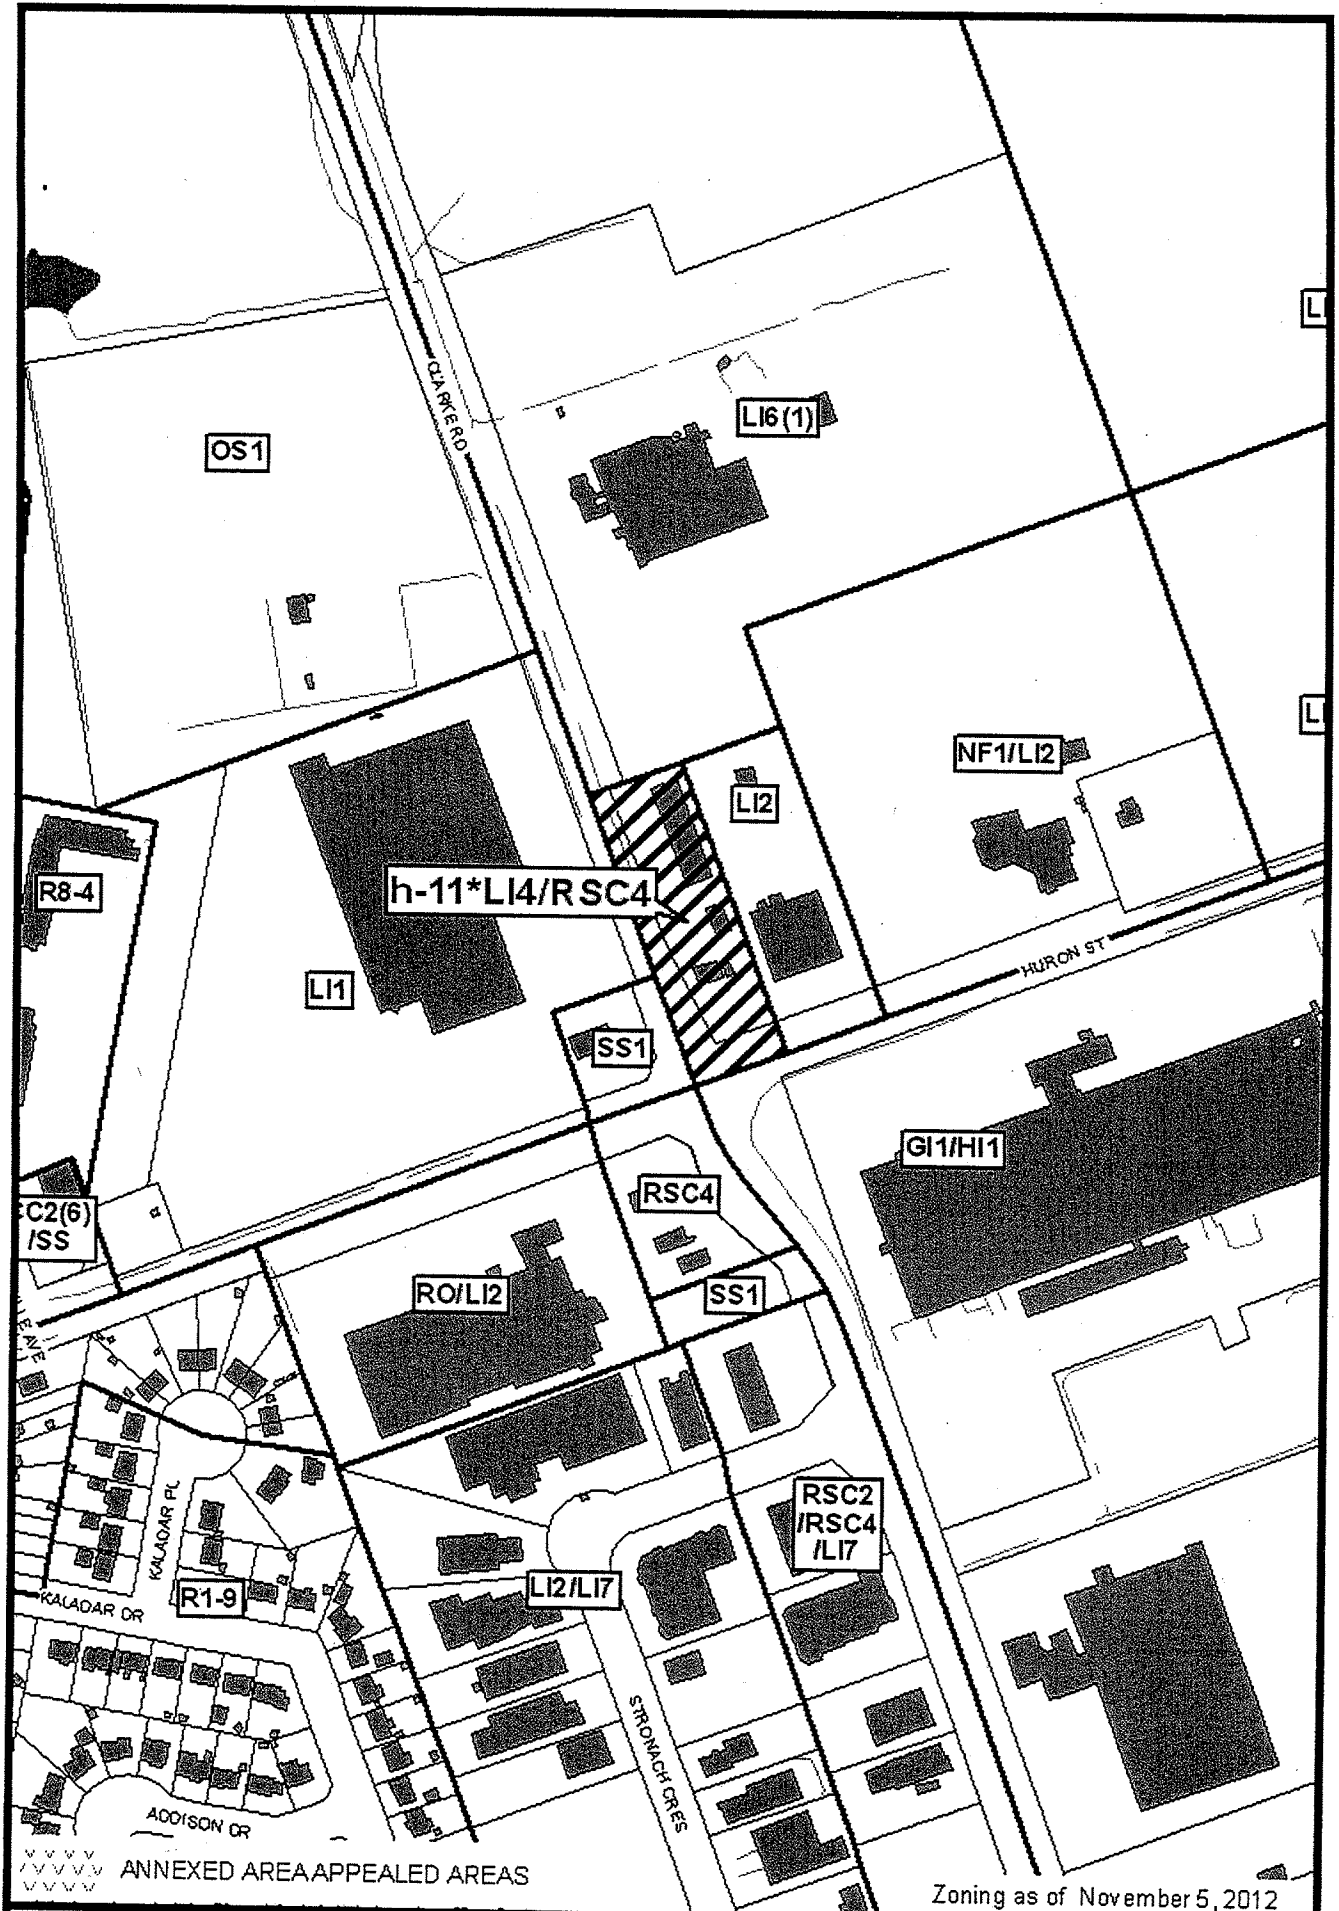 LI
CLARKE RD
LI6(1)
OS1
LI
NF1/LI2
LI2
h-11*LI4/RSC4
R8-4
LI1
HURON ST
SS1
GI1/HI1
RSC4
C2(6)
/SS
RO/LI2
SS1
AVE
KALADAR PL
RSC2
/RSC4
/LI7
LI2/LI7
R1-9
KALADAR DR
STRONACH CRES
ADDISON DR
ANNEXED AREA APPEALED AREAS
Zoning as of November 5, 2012